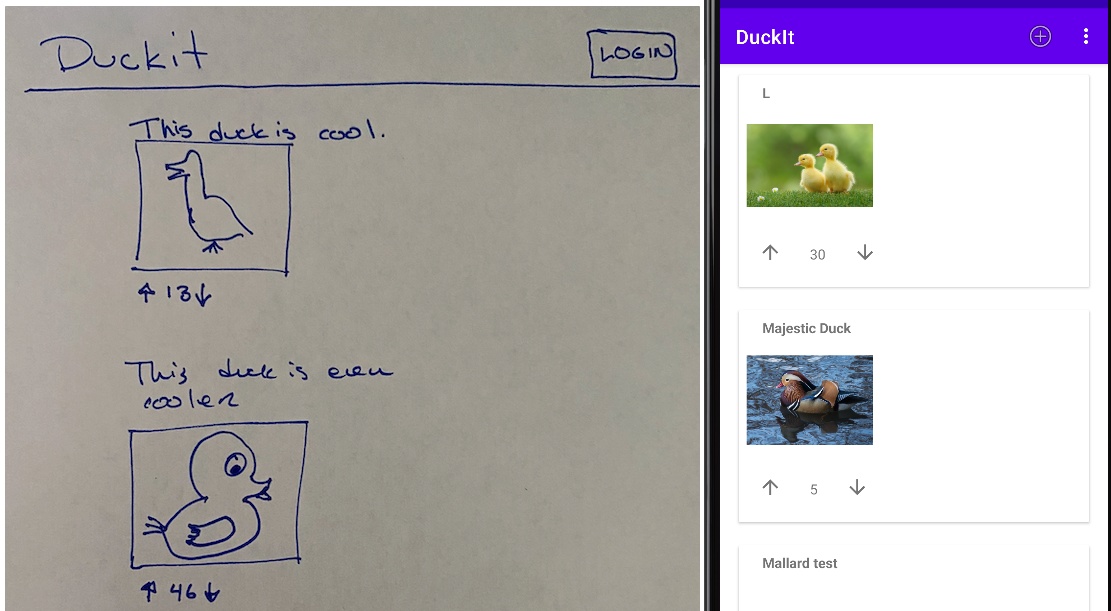 Duckit
LOGIN
This duck is cool.
↑ 13 ↓
This duck is even
cooler
↑ 46 ↓
DuckIt
L
30
Majestic Duck
5
Mallard test